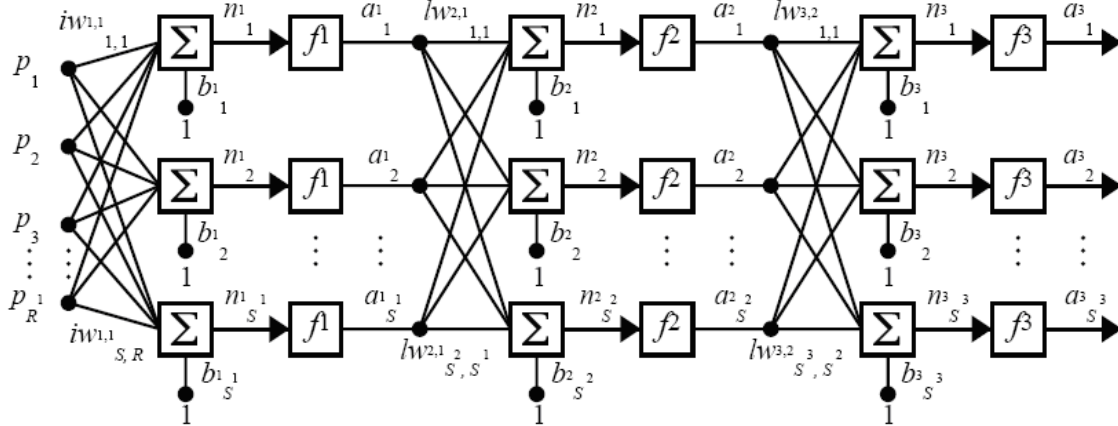 iw1,1 1,1 n1 1 a1 1 lw2,1 1,1 n2 1 a2 1 lw3,2 1,1 n3 1 a3 1
p1 Σ f1 Σ f2 Σ f3
b1 1 b2 1 b3 1
1 1 1
p2 n1 2 a1 2 n2 2 a2 2 n3 2 a3 2
Σ f1 Σ f2 Σ f3
p3 b1 2 b2 2 b3 2
1 1 1
pR1 n1 S1 a1 S1 n2 S2 a2 S2 n3 S3 a3 S3
Σ f1 Σ f2 Σ f3
iw1,1 S, R lw2,1 S2, S1 lw3,2 S3, S2
b1 S1 b2 S2 b3 S3
1 1 1